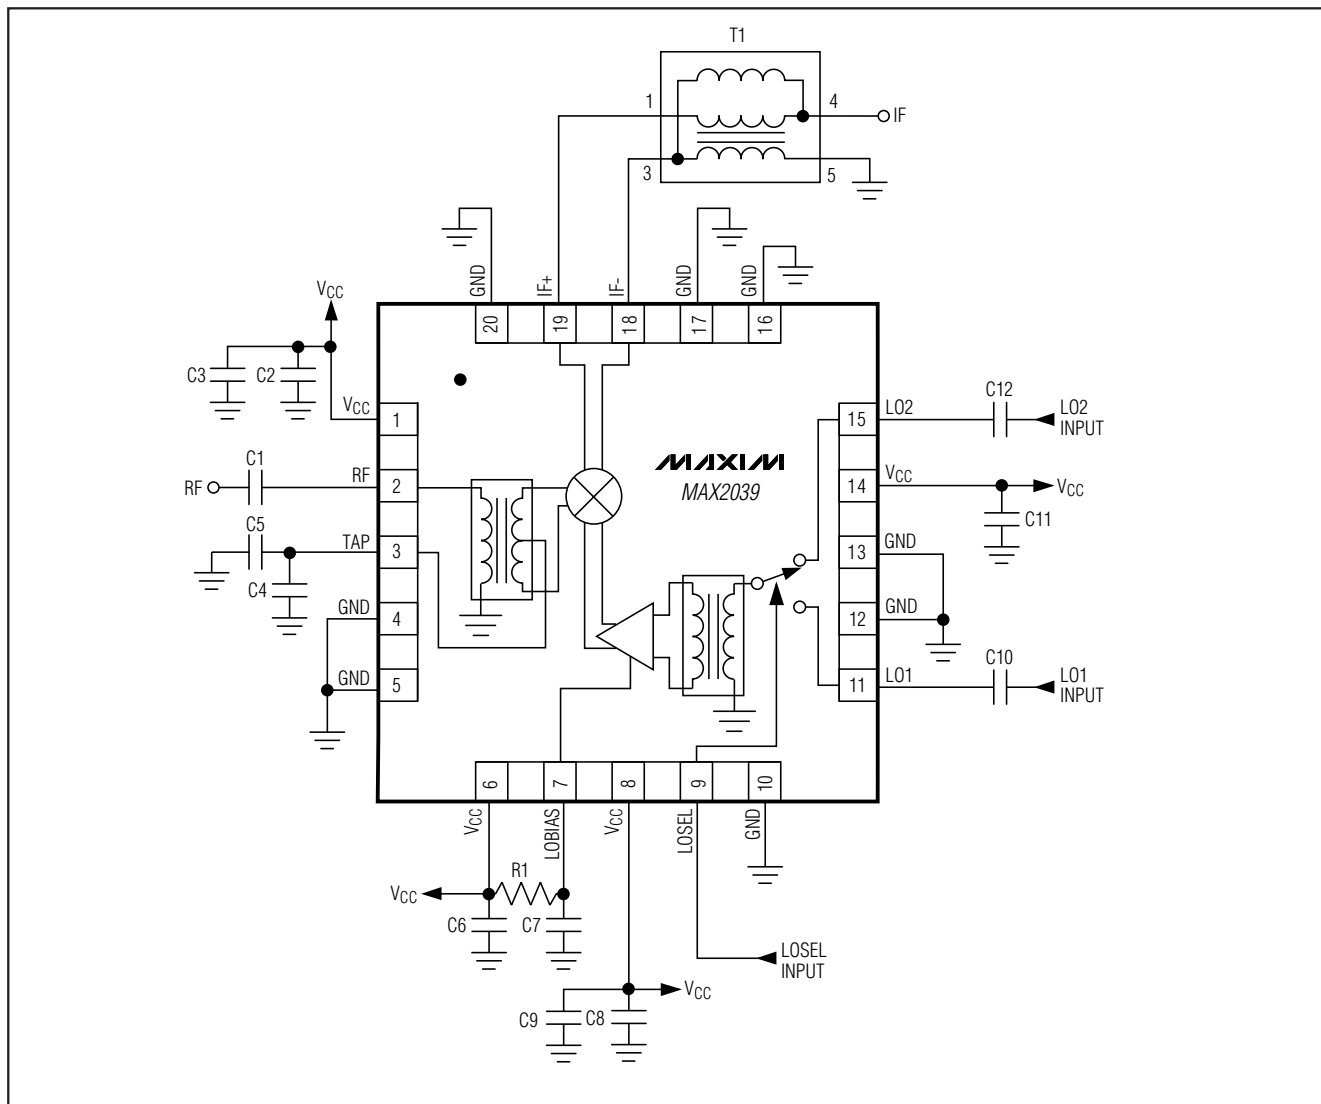 T1
1
4
IF
3
5
GND
IF+
IF-
GND
GND
20
19
18
17
16
VCC
C3
C2
VCC
1
C1
RF
RF
2
C5
TAP
3
C4
GND
4
GND
5
MAXIM
MAX2039
15
LO2
C12
LO2
INPUT
14
VCC
VCC
C11
13
GND
12
GND
C10
11
LO1
LO1
INPUT
6
7
8
9
10
VCC
LOBIAS
VCC
LOSEL
GND
R1
VCC
C6
C7
LOSEL
INPUT
VCC
C9
C8